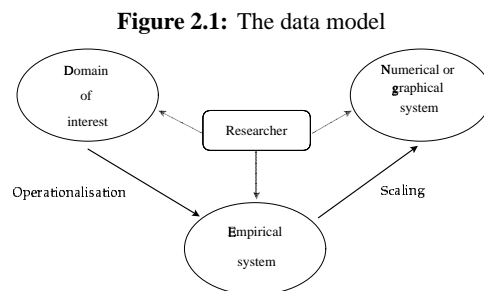 Figure 2.1: The data model
Domain
of
interest
Numerical or
graphical
system
Researcher
Operationalisation
Scaling
Empirical
system